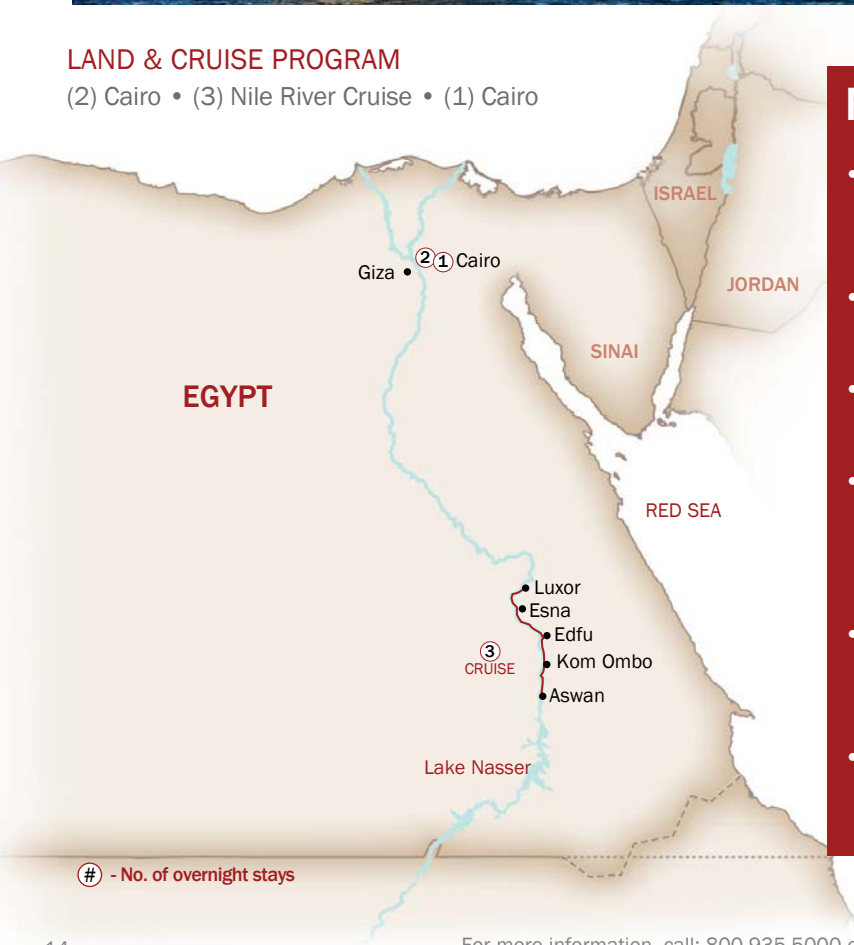 LAND & CRUISE PROGRAM
(2) Cairo • (3) Nile River Cruise • (1) Cairo
ISRAEL
2 1 Cairo
Giza
JORDAN
SINAI
EGYPT
RED SEA
Luxor
Esna
Edfu
3
CRUISE
Kom Ombo
Aswan
Lake Nasser
# - No. of overnight stays
14
For more information, call: 800.935.5000